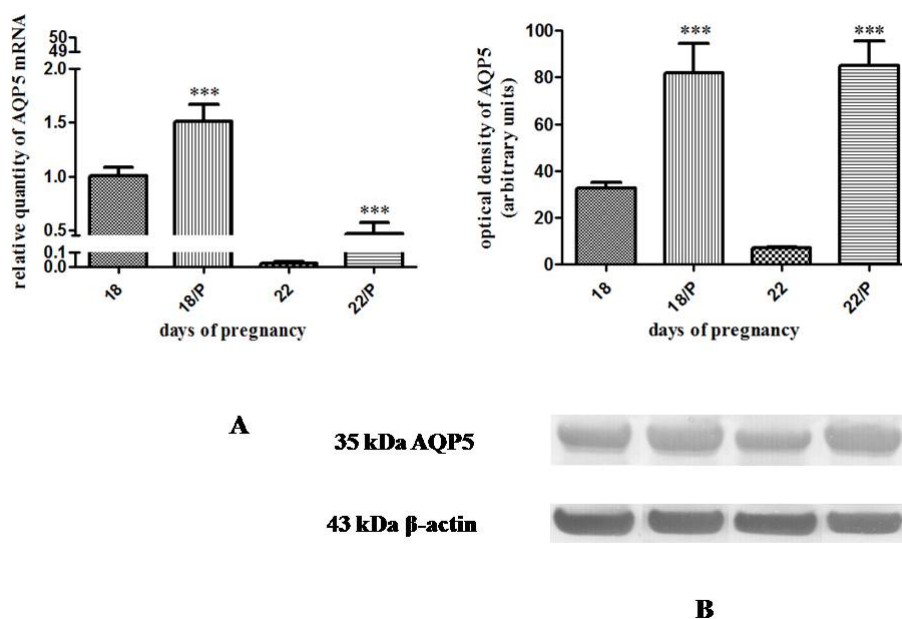 relative quantity of AQP5 mRNA
50
49
2.0
1.5
1.0
0.5
0.1
0.0
***
***
18
18/P
22
22/P
days of pregnancy
A
optical density of AQP5
(arbitrary units)
100
80
60
40
20
0
***
***
18
18/P
22
22/P
days of pregnancy
35 kDa AQP5
43 kDa β-actin
B